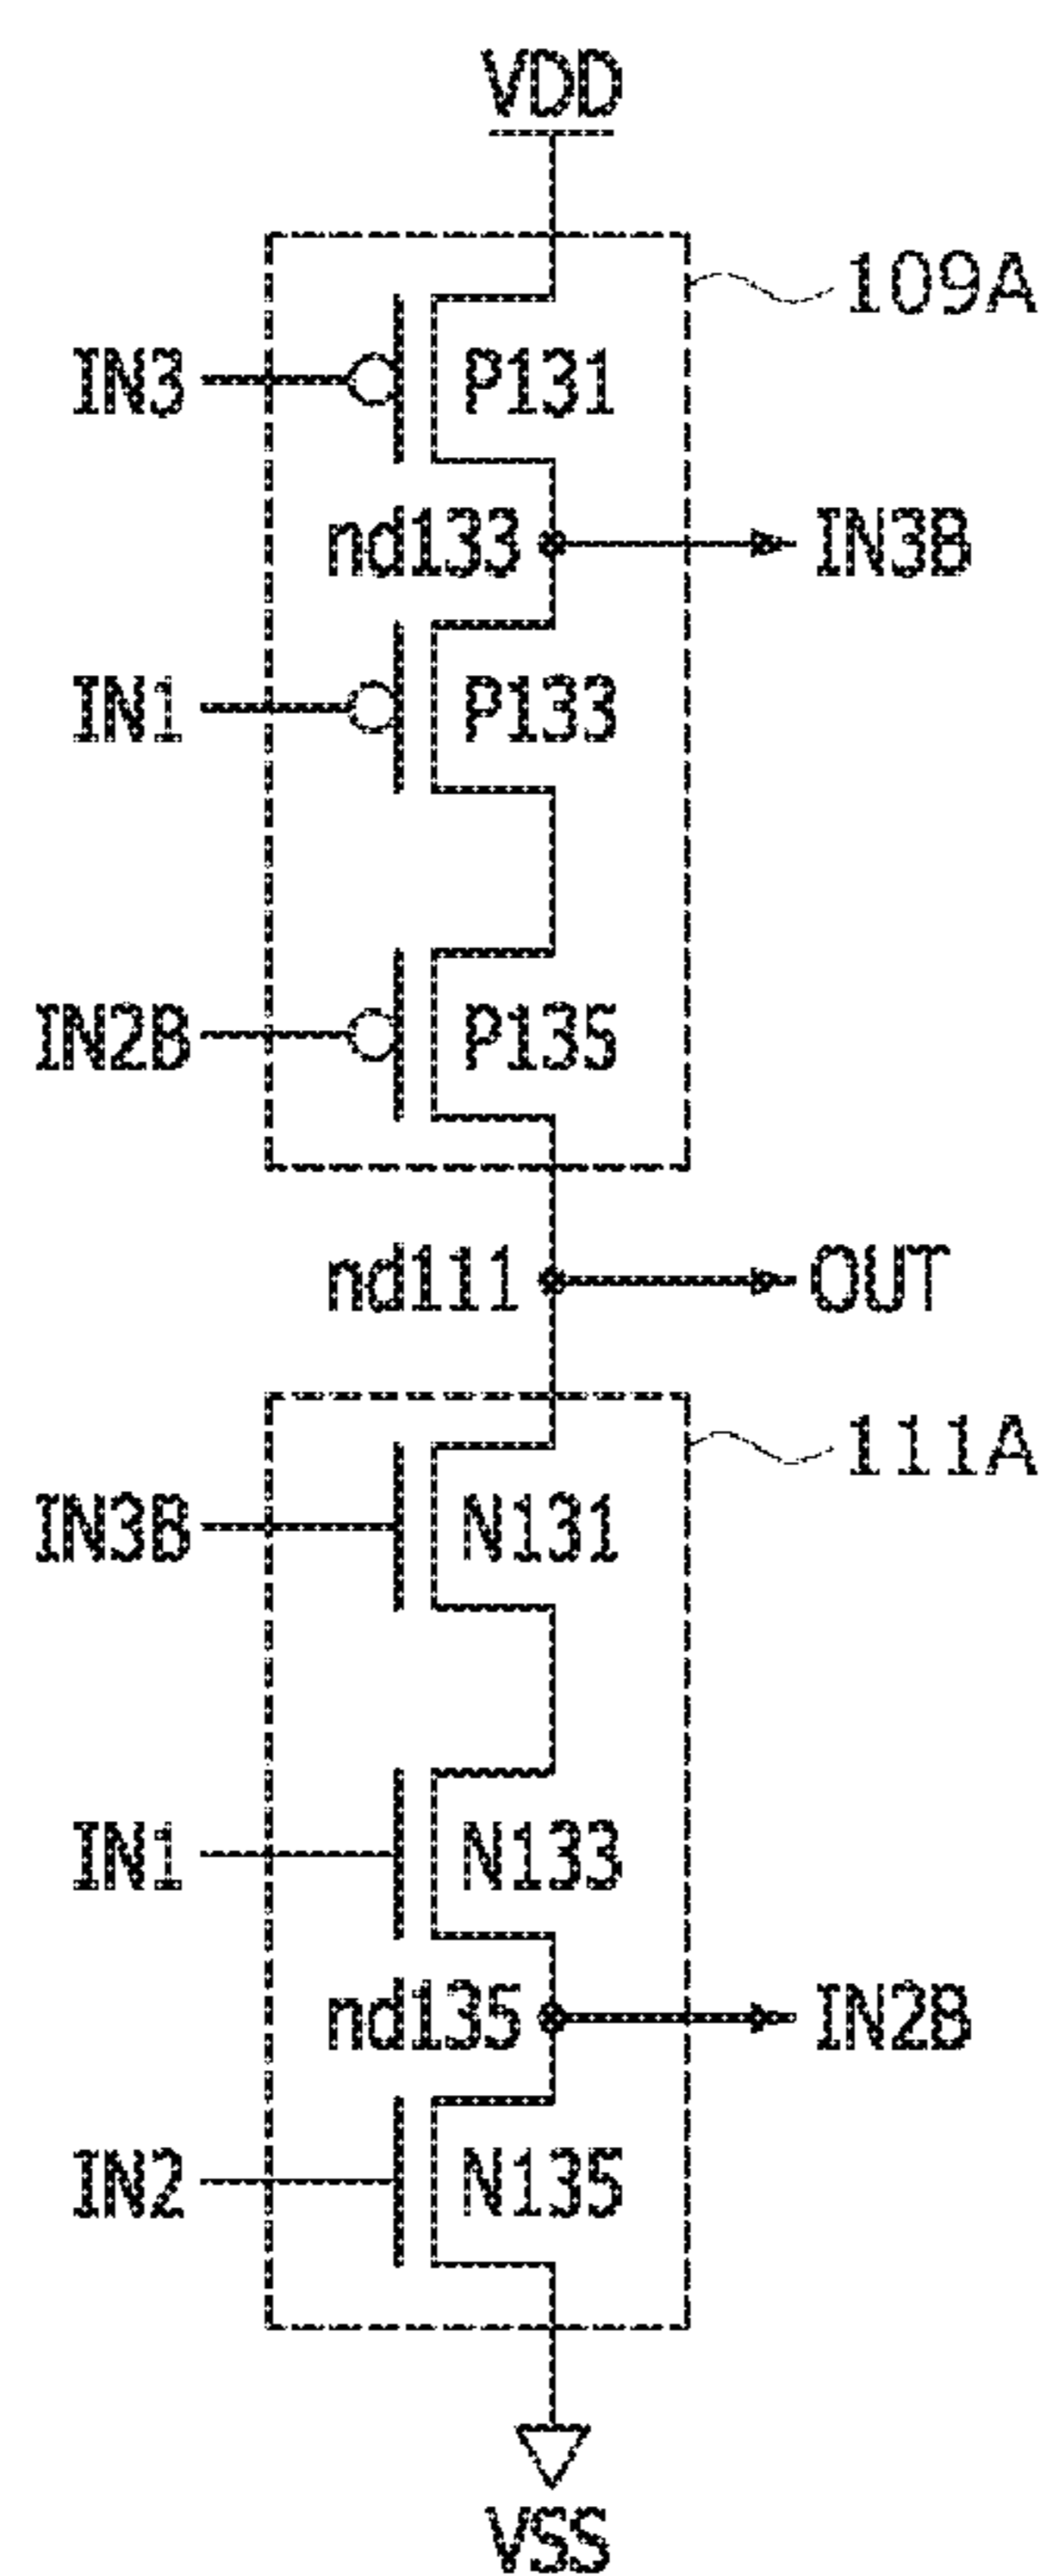 VDD
109A
IN3
P131
nd133
IN3B
IN1
P133
IN2B
P135
nd111
OUT
111A
IN3B
N131
IN1
N133
nd135
IN2B
IN2
N135
VSS